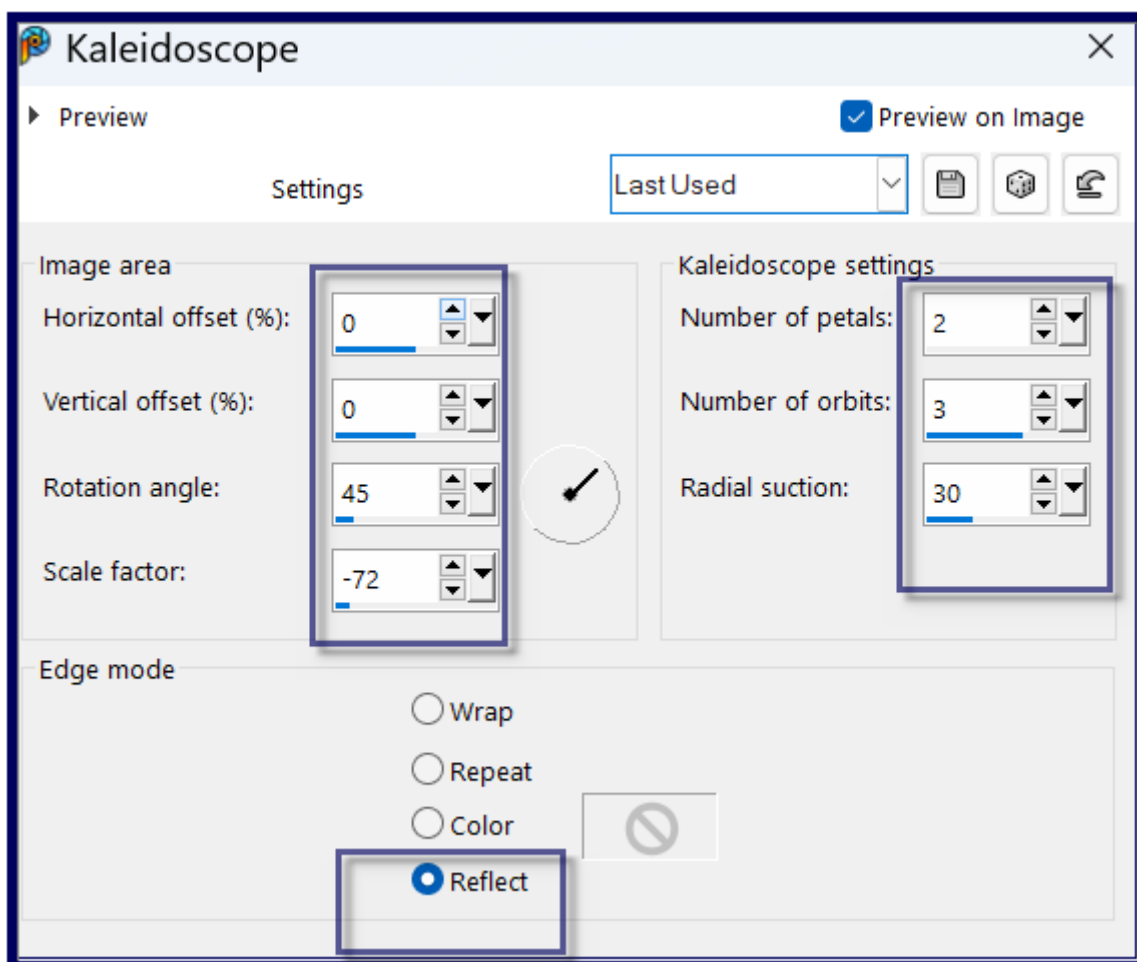 Kaleidoscope
Preview
Preview on Image
Settings
Last Used
Image area
Horizontal offset (%): 0
Vertical offset (%): 0
Rotation angle: 45
Scale factor: -72
Kaleidoscope settings
Number of petals: 2
Number of orbits: 3
Radial suction: 30
Edge mode
Wrap
Repeat
Color
Reflect